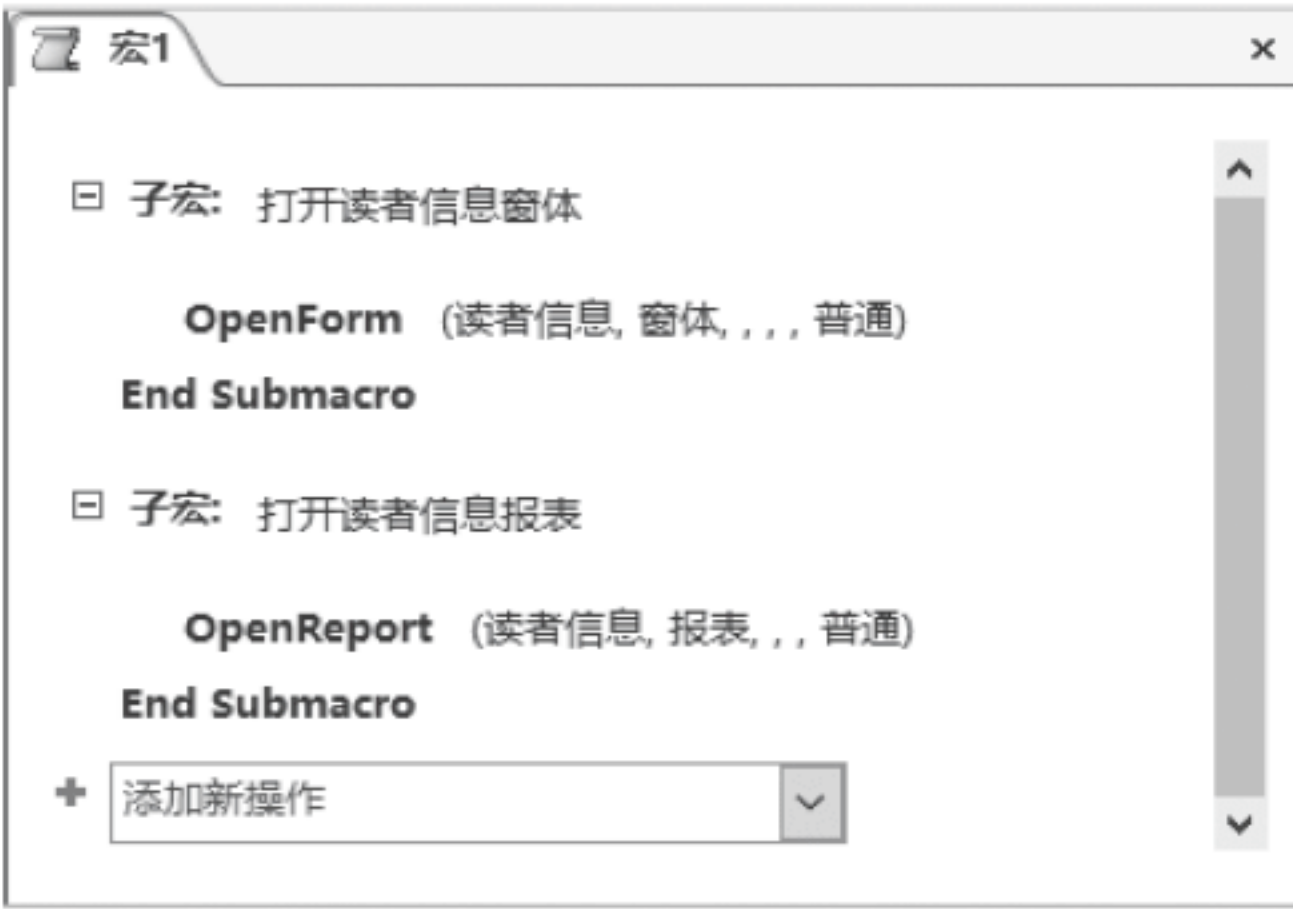 宏1
子宏: 打开读者信息窗体
OpenForm (读者信息, 窗体, , , , 普通)
End Submacro
子宏: 打开读者信息报表
OpenReport (读者信息, 报表, , , 普通)
End Submacro
添加新操作